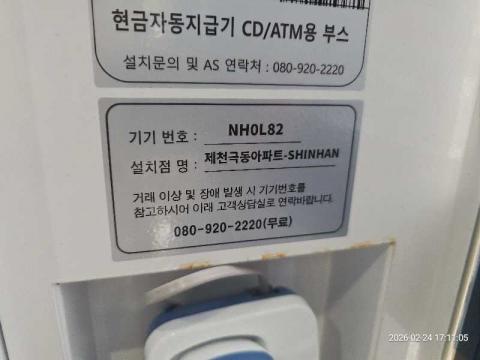 현금자동지급기 CD/ATM용 부스
설치문의 및 AS 연락처 : 080-920-2220
기기 번호 : NH0L82
설치점 명 : 제천극동아파트-SHINHAN
거래 이상 및 장애 발생 시 기기번호를
참고하시어 아래 고객상담실로 연락바랍니다.
080-920-2220(무료)
2026-02-24 17:11:05